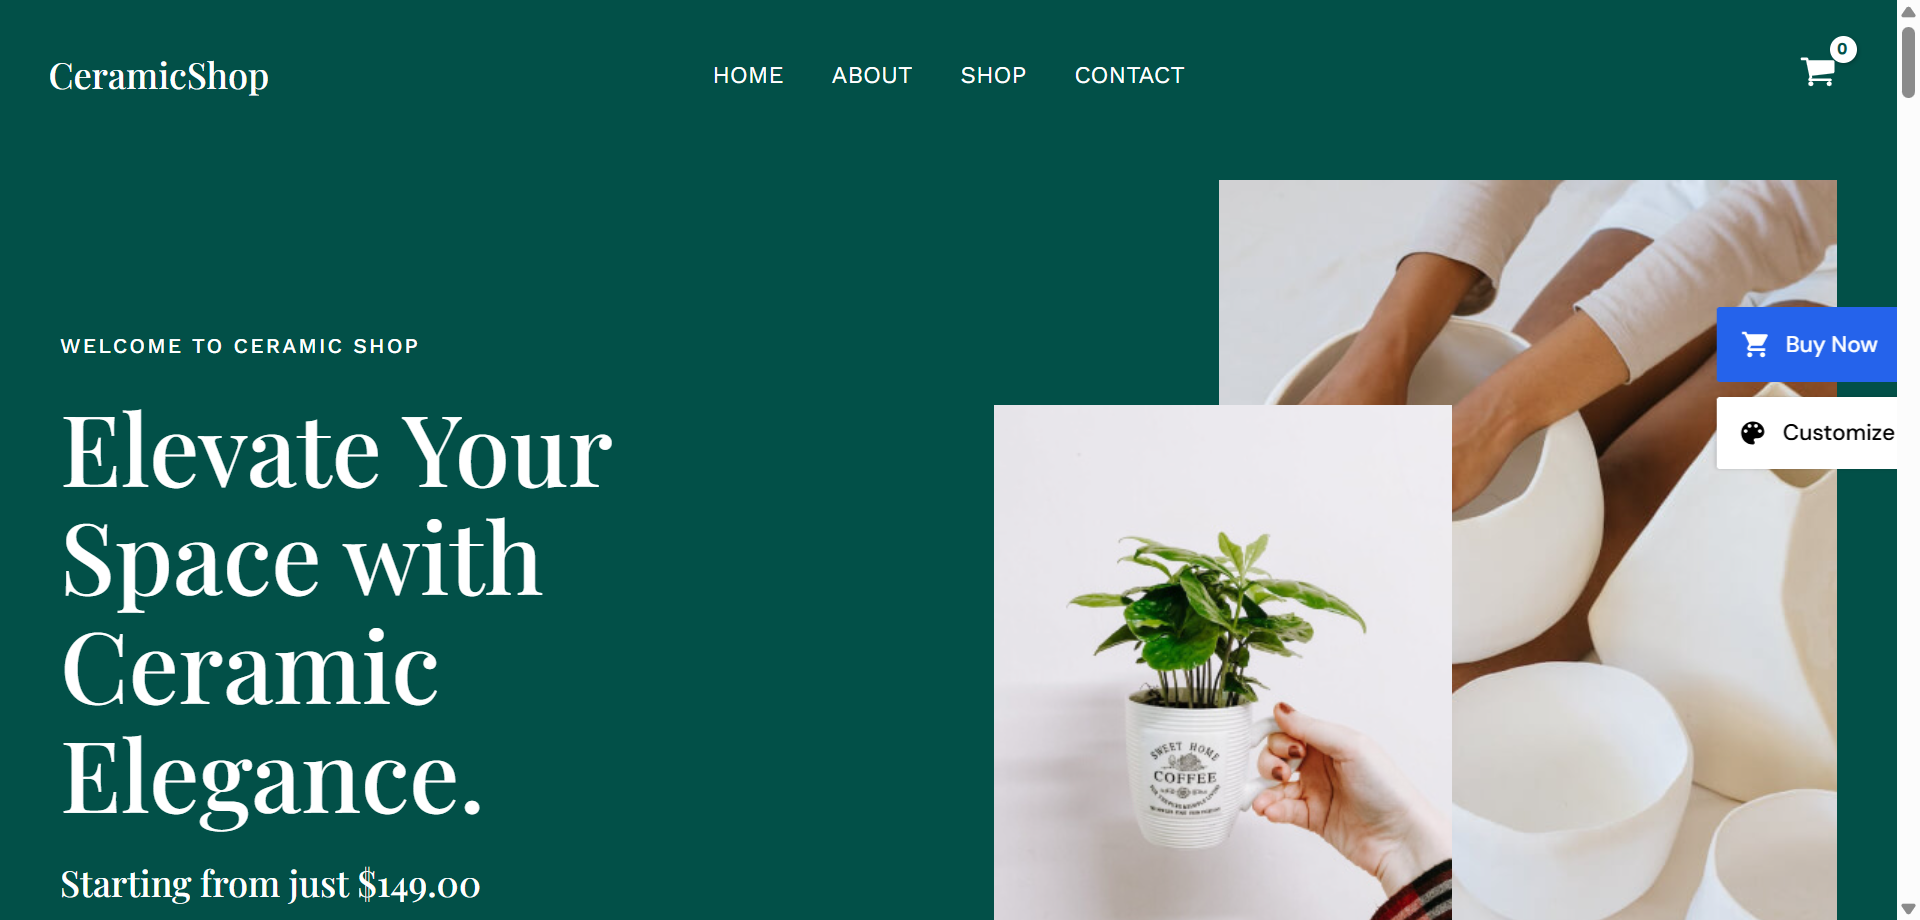 CeramicShop
HOME
ABOUT
SHOP
CONTACT
0
WELCOME TO CERAMIC SHOP
Elevate Your
Space with
Ceramic
Elegance.
Starting from just $149.00
Buy Now
Customize
SWEET HOME
COFFEE